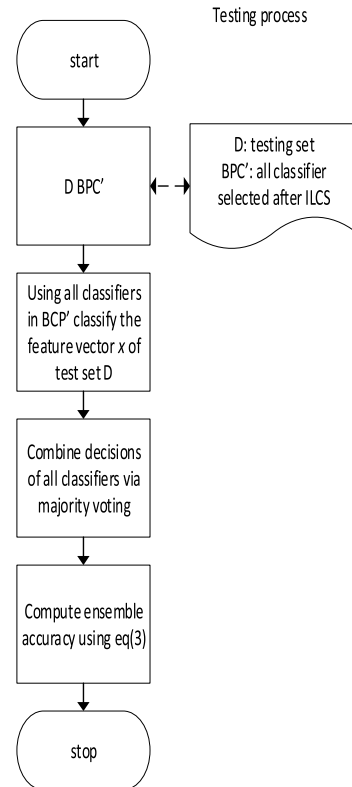 Testing process
start
D BPC’
D: testing set
BPC’: all classifier
selected after ILCS
Using all classifiers
in BCP’ classify the
feature vector x of
test set D
Combine decisions
of all classifiers via
majority voting
Compute ensemble
accuracy using eq(3)
stop